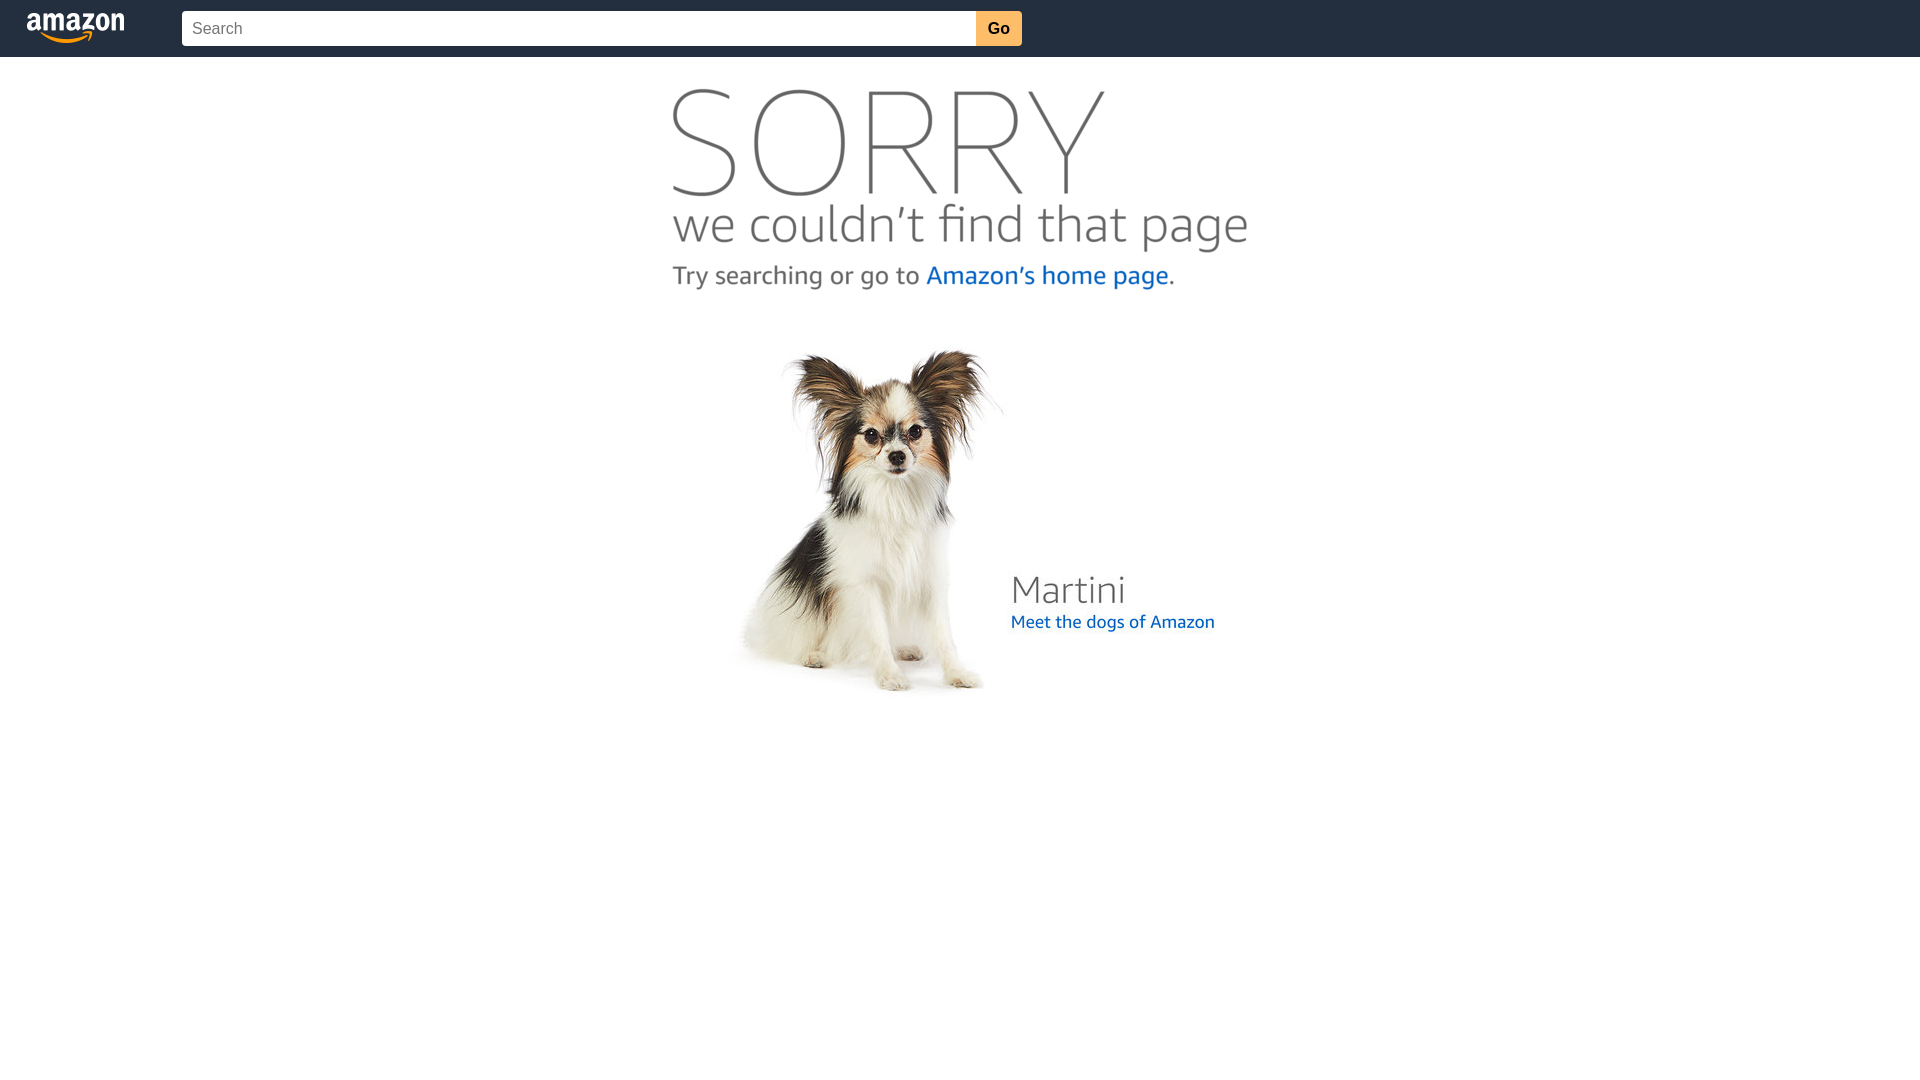 amazon
Search
Go
SORRY
we couldn't find that page
Try searching or go to Amazon's home page.
Martini
Meet the dogs of Amazon